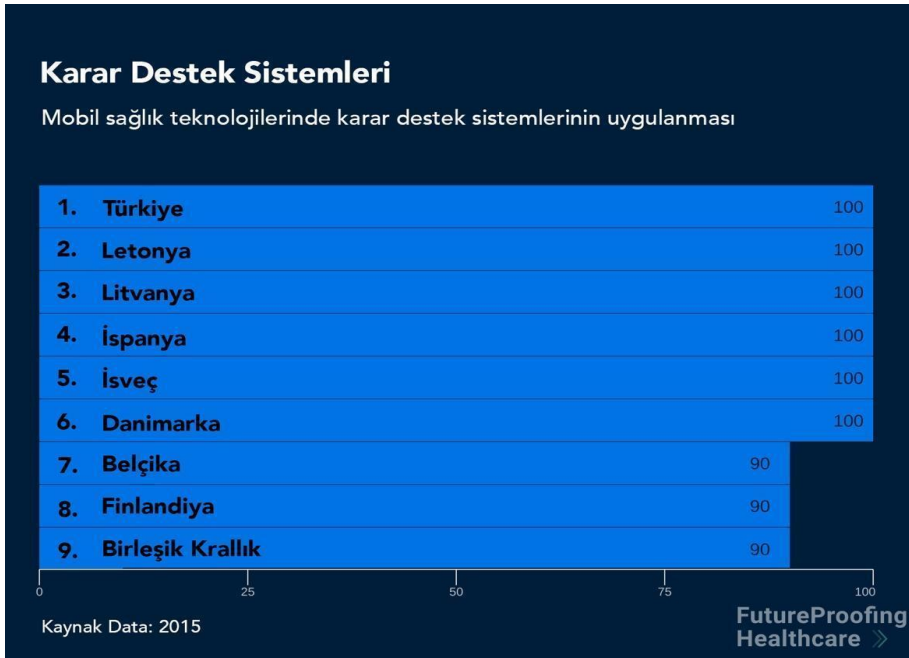 Karar Destek Sistemleri
Mobil sağlık teknolojilerinde karar destek sistemlerinin uygulanması
1. Türkiye 100
2. Letonya 100
3. Litvanya 100
4. İspanya 100
5. İsveç 100
6. Danimarka 100
7. Belçika 90
8. Finlandiya 90
9. Birleşik Krallık 90
0 25 50 75 100
Kaynak Data: 2015
FutureProofing
Healthcare